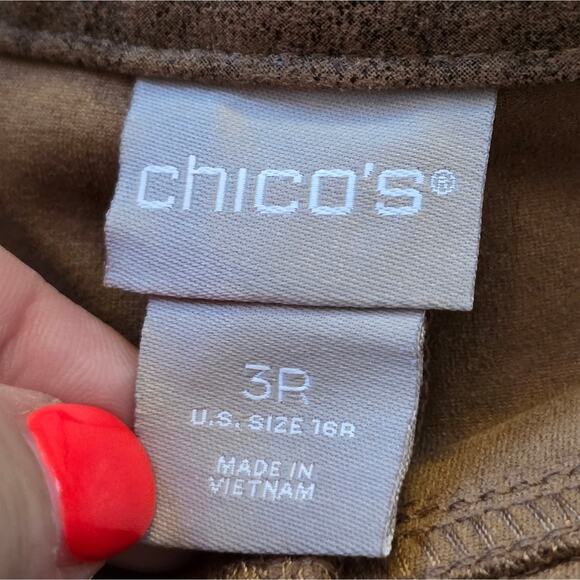 chico's®
3R
U.S. SIZE 16R
MADE IN
VIETNAM